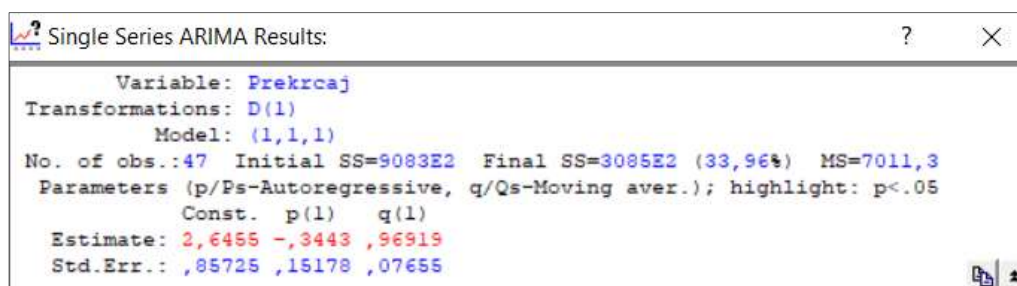 Single Series ARIMA Results: ?
Variable: Prekrcaj
Transformations: D(1)
Model: (1,1,1)
No. of obs.:47 Initial SS=9083E2 Final SS=3085E2 (33,96%) MS=7011,3
Parameters (p/Ps-Autoregressive, q/Qs-Moving aver.); highlight: p<.05
Const. p(1) q(1)
Estimate: 2,6455 -,3443 ,96919
Std.Err.: ,85725 ,15178 ,07655